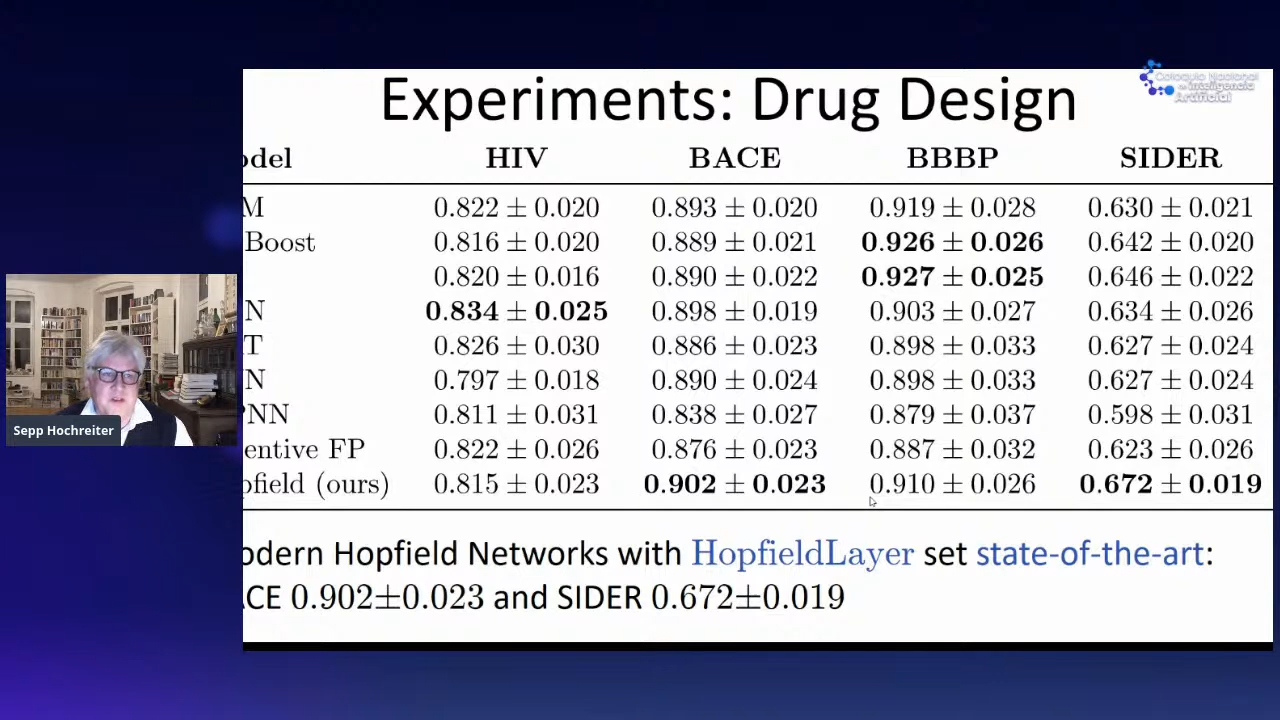 Experiments: Drug Design
Coloquio Nacional
de Inteligencia
Artificial
odel HIV BACE BBBP SIDER
M 0.822 ± 0.020 0.893 ± 0.020 0.919 ± 0.028 0.630 ± 0.021
Boost 0.816 ± 0.020 0.889 ± 0.021 0.926 ± 0.026 0.642 ± 0.020
0.820 ± 0.016 0.890 ± 0.022 0.927 ± 0.025 0.646 ± 0.022
N 0.834 ± 0.025 0.898 ± 0.019 0.903 ± 0.027 0.634 ± 0.026
T 0.826 ± 0.030 0.886 ± 0.023 0.898 ± 0.033 0.627 ± 0.024
N 0.797 ± 0.018 0.890 ± 0.024 0.898 ± 0.033 0.627 ± 0.024
PNN 0.811 ± 0.031 0.838 ± 0.027 0.879 ± 0.037 0.598 ± 0.031
entive FP 0.822 ± 0.026 0.876 ± 0.023 0.887 ± 0.032 0.623 ± 0.026
pfield (ours) 0.815 ± 0.023 0.902 ± 0.023 0.910 ± 0.026 0.672 ± 0.019
Sepp Hochreiter
odern Hopfield Networks with HopfieldLayer set state-of-the-art:
CE 0.902±0.023 and SIDER 0.672±0.019